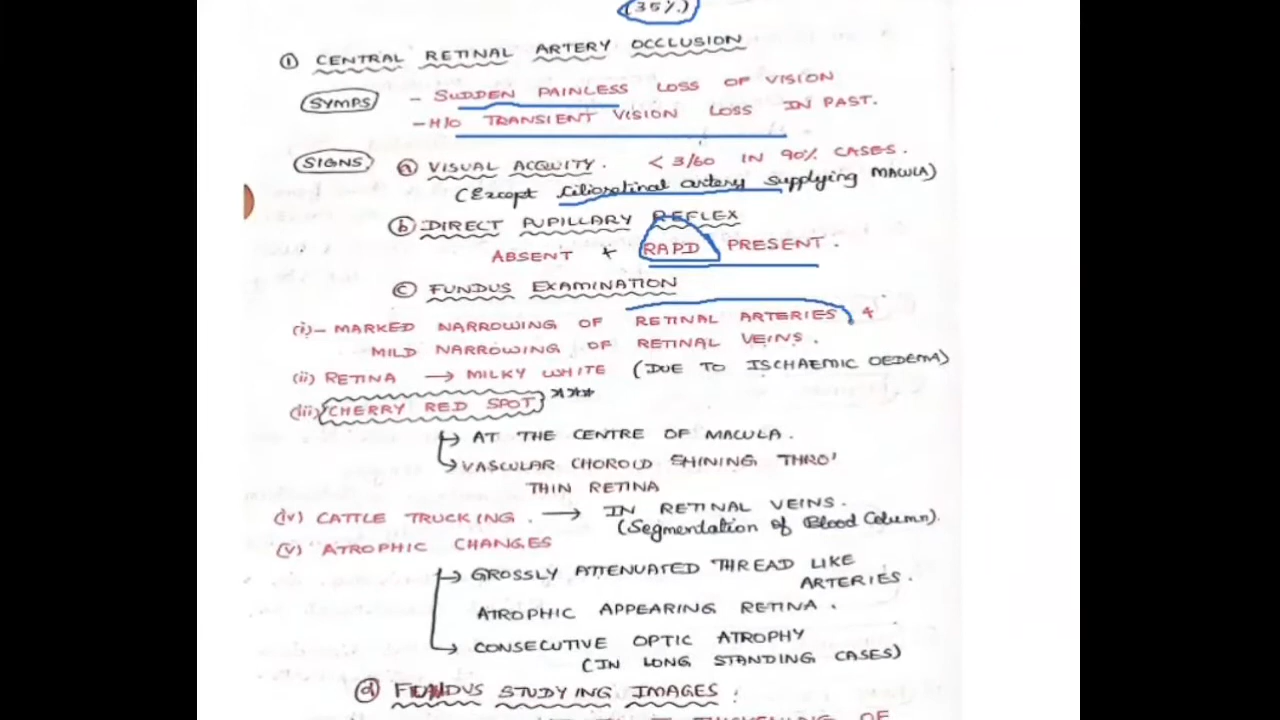 (35%)
① CENTRAL RETINAL ARTERY OCCLUSION
SYMPS - SUDDEN PAINLESS LOSS OF VISION
- H/O TRANSIENT VISION LOSS IN PAST.
SIGNS ⓐ VISUAL ACQUITY. < 3/60 IN 90% CASES.
(Except cilioretinal artery supplying MACULA)
ⓑ DIRECT PUPILLARY REFLEX
ABSENT + RAPD PRESENT.
ⓒ FUNDUS EXAMINATION
(i) - MARKED NARROWING OF RETINAL ARTERIES &
MILD NARROWING OF RETINAL VEINS.
(ii) RETINA → MILKY WHITE (DUE TO ISCHAEMIC OEDEMA)
(iii) CHERRY RED SPOT ***
↳ AT THE CENTRE OF MACULA.
↳ VASCULAR CHOROID SHINING THRO'
THIN RETINA
(iv) CATTLE TRUCKING. → IN RETINAL VEINS.
(Segmentation of Blood Column).
(v) ATROPHIC CHANGES
↳ GROSSLY ATTENUATED THREAD LIKE
ARTERIES.
ATROPHIC APPEARING RETINA.
↳ CONSECUTIVE OPTIC ATROPHY
(IN LONG STANDING CASES)
ⓓ FUNDUS STUDYING IMAGES :
THICKENING OF